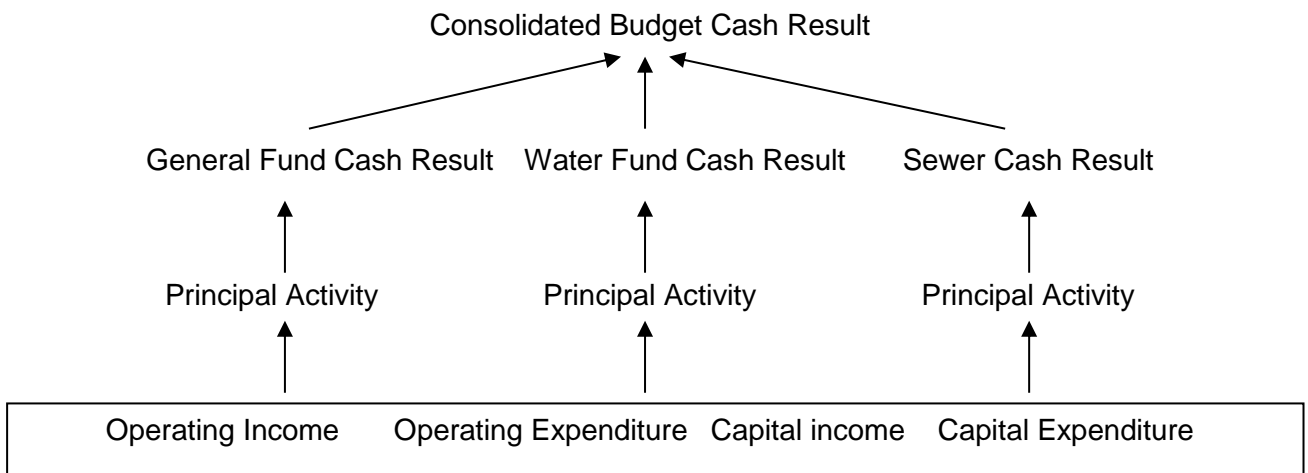 Consolidated Budget Cash Result
General Fund Cash Result Water Fund Cash Result Sewer Cash Result
Principal Activity Principal Activity Principal Activity
Operating Income Operating Expenditure Capital income Capital Expenditure